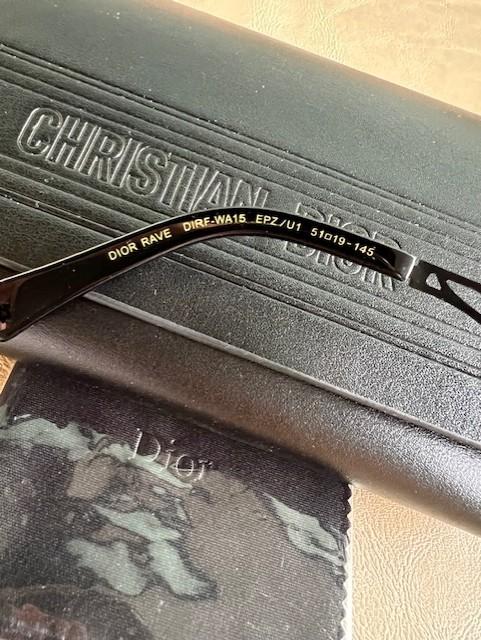 CHRISTIAN DIOR
DIOR RAVE DIRF-WA15 EPZ/U1 51□19-145
Dior